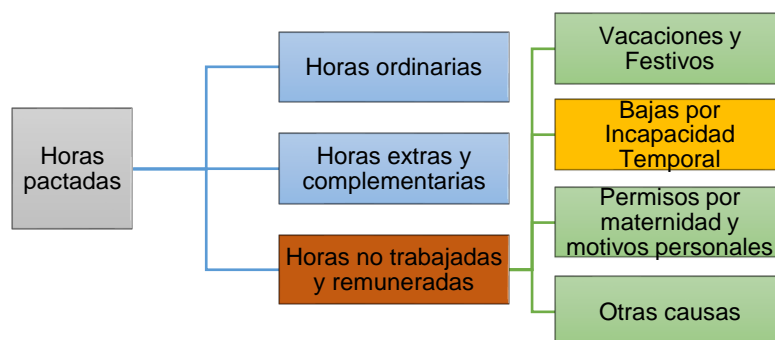 Horas
pactadas
Horas ordinarias
Horas extras y
complementarias
Horas no trabajadas
y remuneradas
Vacaciones y
Festivos
Bajas por
Incapacidad
Temporal
Permisos por
maternidad y
motivos personales
Otras causas